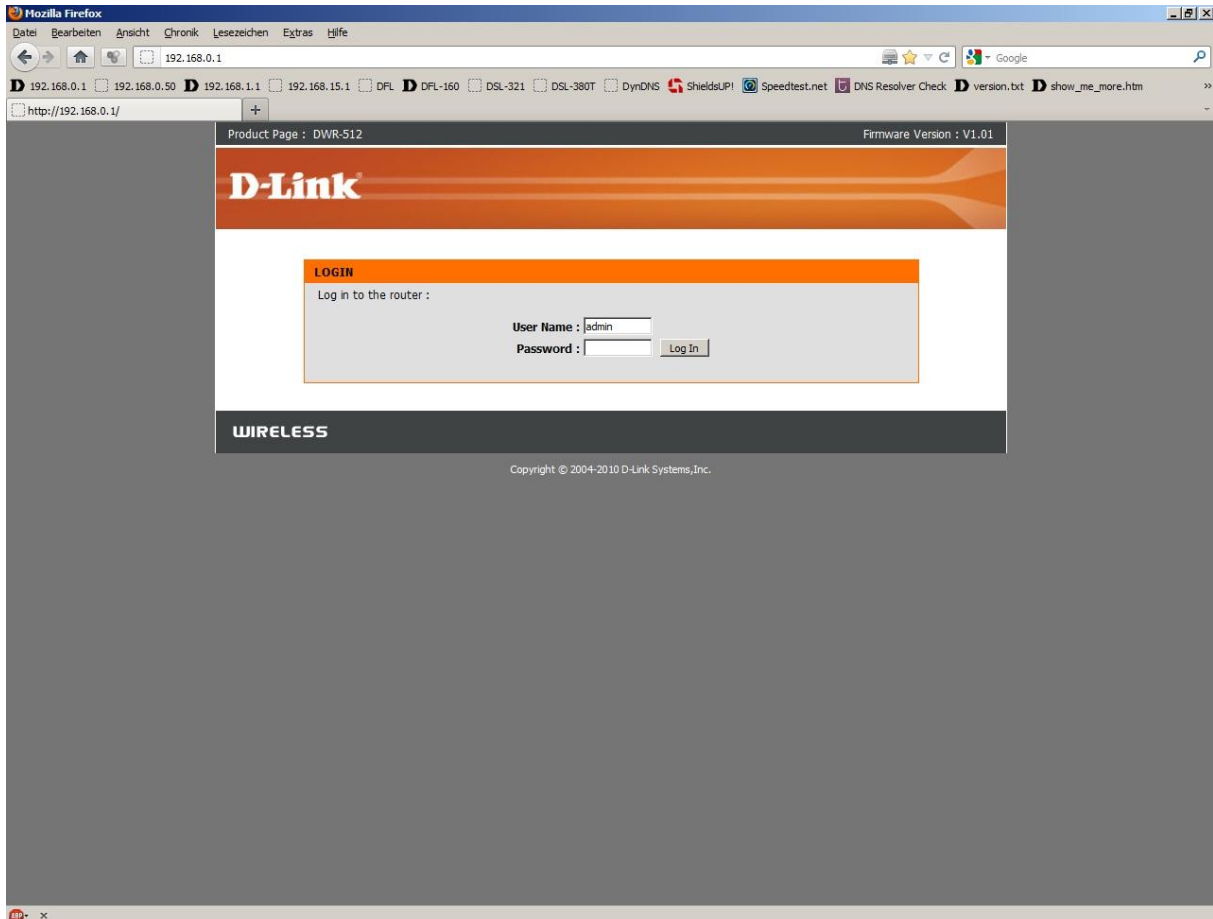 Mozilla Firefox
Datei Bearbeiten Ansicht Chronik Lesezeichen Extras Hilfe
192.168.0.1 Google
192.168.0.1 192.168.0.50 192.168.1.1 192.168.15.1 DFL DFL-160 DSL-321 DSL-380T DynDNS ShieldsUP! Speedtest.net DNS Resolver Check version.txt show_me_more.htm »
http://192.168.0.1/ +
Product Page : DWR-512 Firmware Version : V1.01
D-Link
LOGIN
Log in to the router :
User Name : admin
Password : Log In
WIRELESS
Copyright © 2004-2010 D-Link Systems,Inc.
ABP